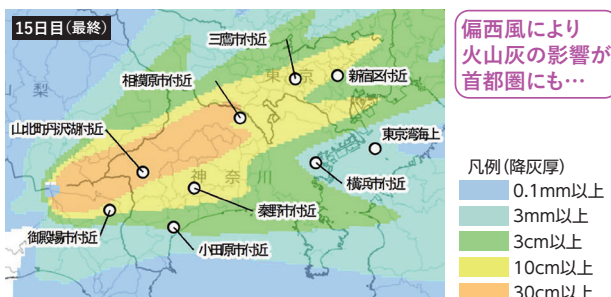 15日目(最終)
三鷹市付近
偏西風により
火山灰の影響が
首都圏にも…
相模原市付近
東京
新宿区付近
梨
山北町丹沢湖付近
東京湾海上
神奈川
横浜市付近
秦野市付近
御殿場市付近
小田原市付近
凡例(降灰厚)
0.1mm以上
3mm以上
3cm以上
10cm以上
30cm以上